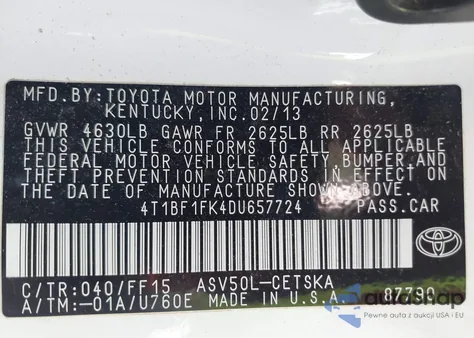 MFD. BY: TOYOTA MOTOR MANUFACTURING,
KENTUCKY, INC. 02/13
GVWR 4630LB GAWR FR 2625LB RR 2625LB
THIS VEHICLE CONFORMS TO ALL APPLICABLE
FEDERAL MOTOR VEHICLE SAFETY, BUMPER, AND
THEFT PREVENTION STANDARDS IN EFFECT ON
THE DATE OF MANUFACTURE SHOWN ABOVE.
4T1BF1FK4DU657724 PASS.CAR
C/TR:040/FF15 ASV50L-CETSKA
A/TM:-01A/U760E MADE IN U.S.A. 87790
TOYOTA
autoshap
Pewne auta z USA i EU